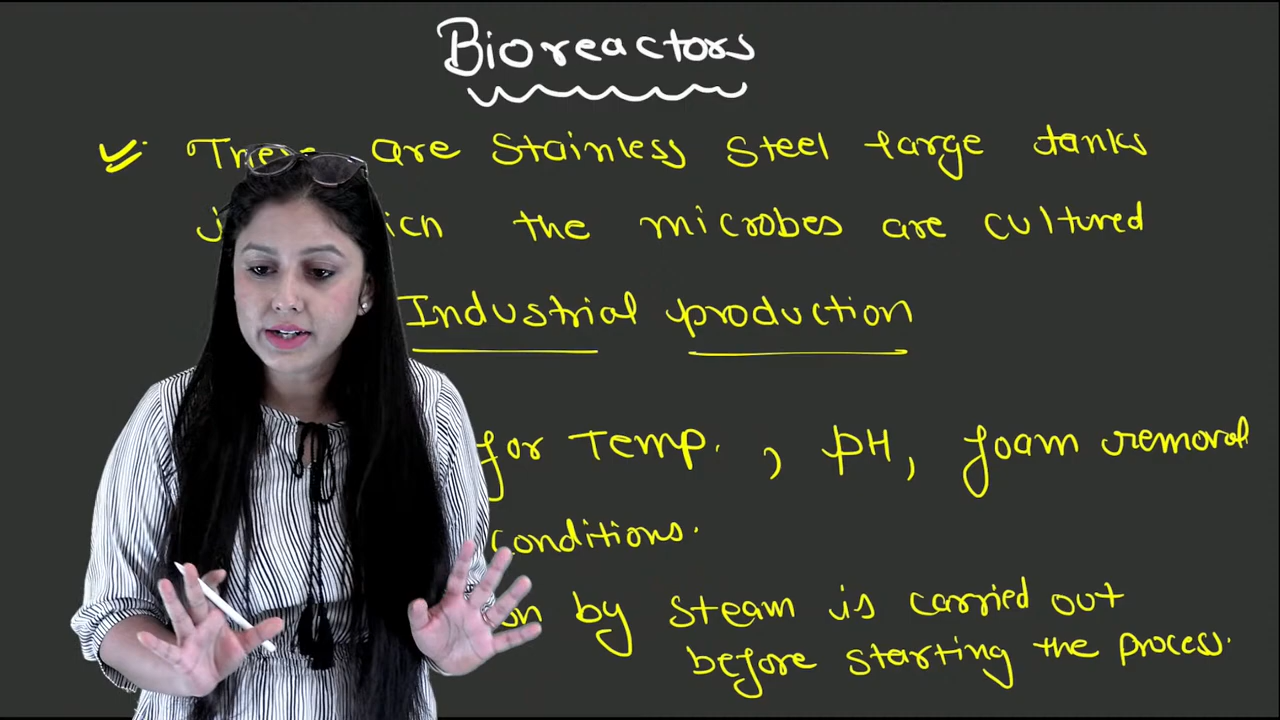 Bioreactors
These are stainless steel large tanks
the microbes are cultured
Industrial production
for Temp. , pH, foam removal
conditions.
by steam is carried out
before starting the process.